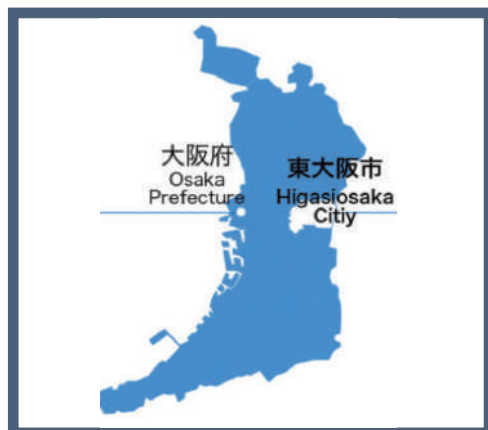 大阪府
Osaka
Prefecture
東大阪市
Higasiosaka
Citiy